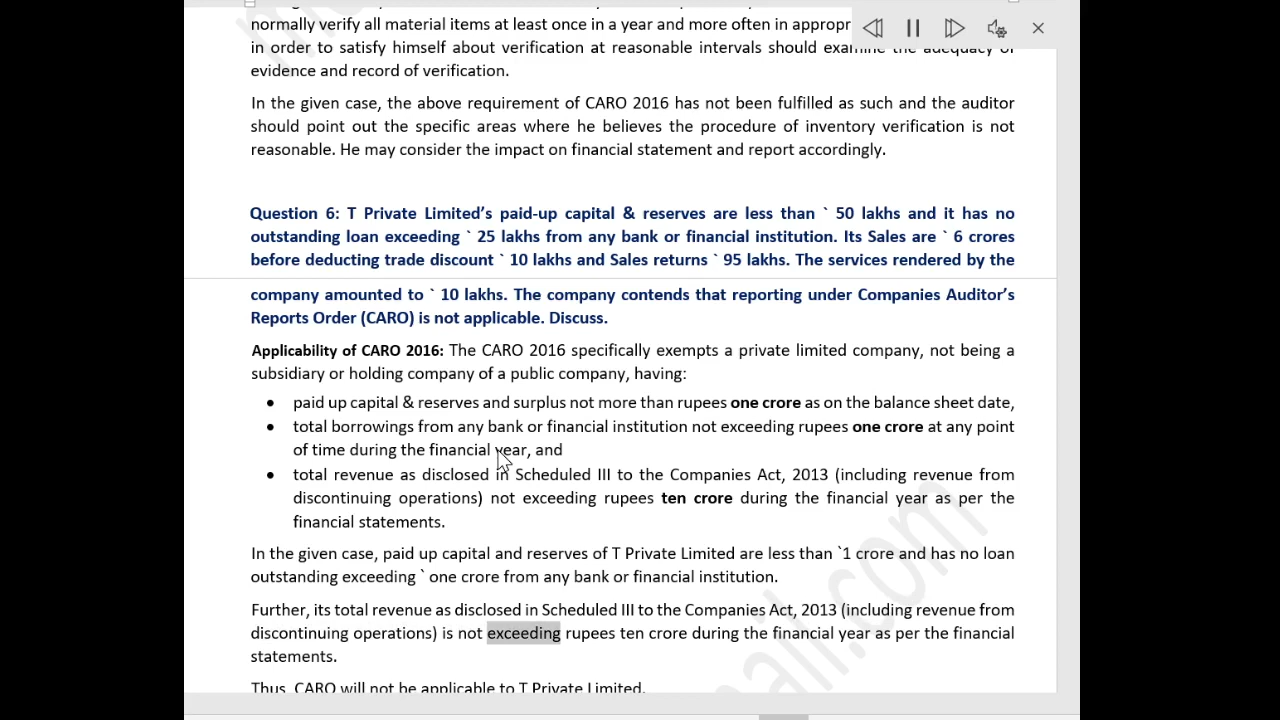 normally verify all material items at least once in a year and more often in appropr
in order to satisfy himself about verification at reasonable intervals should examine the adequacy of
evidence and record of verification.
In the given case, the above requirement of CARO 2016 has not been fulfilled as such and the auditor
should point out the specific areas where he believes the procedure of inventory verification is not
reasonable. He may consider the impact on financial statement and report accordingly.
Question 6: T Private Limited’s paid-up capital & reserves are less than ` 50 lakhs and it has no
outstanding loan exceeding ` 25 lakhs from any bank or financial institution. Its Sales are ` 6 crores
before deducting trade discount ` 10 lakhs and Sales returns ` 95 lakhs. The services rendered by the
company amounted to ` 10 lakhs. The company contends that reporting under Companies Auditor’s
Reports Order (CARO) is not applicable. Discuss.
Applicability of CARO 2016: The CARO 2016 specifically exempts a private limited company, not being a
subsidiary or holding company of a public company, having:
• paid up capital & reserves and surplus not more than rupees one crore as on the balance sheet date,
• total borrowings from any bank or financial institution not exceeding rupees one crore at any point
of time during the financial year, and
• total revenue as disclosed in Scheduled III to the Companies Act, 2013 (including revenue from
discontinuing operations) not exceeding rupees ten crore during the financial year as per the
financial statements.
In the given case, paid up capital and reserves of T Private Limited are less than `1 crore and has no loan
outstanding exceeding ` one crore from any bank or financial institution.
Further, its total revenue as disclosed in Scheduled III to the Companies Act, 2013 (including revenue from
discontinuing operations) is not exceeding rupees ten crore during the financial year as per the financial
statements.
Thus, CARO will not be applicable to T Private Limited.